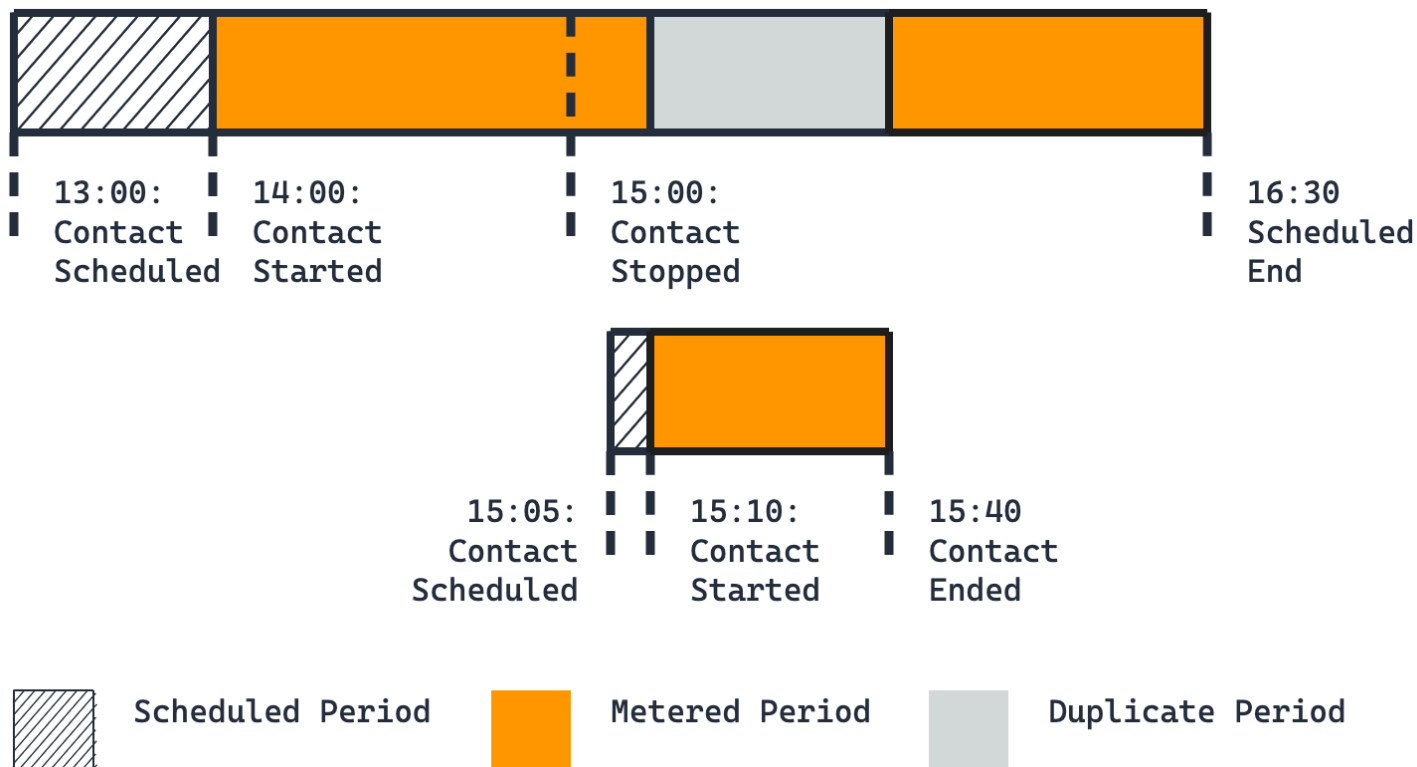 13:00:
Contact
Scheduled
14:00:
Contact
Started
15:00:
Contact
Stopped
16:30
Scheduled
End
15:05:
Contact
Scheduled
15:10:
Contact
Started
15:40
Contact
Ended
Scheduled Period
Metered Period
Duplicate Period